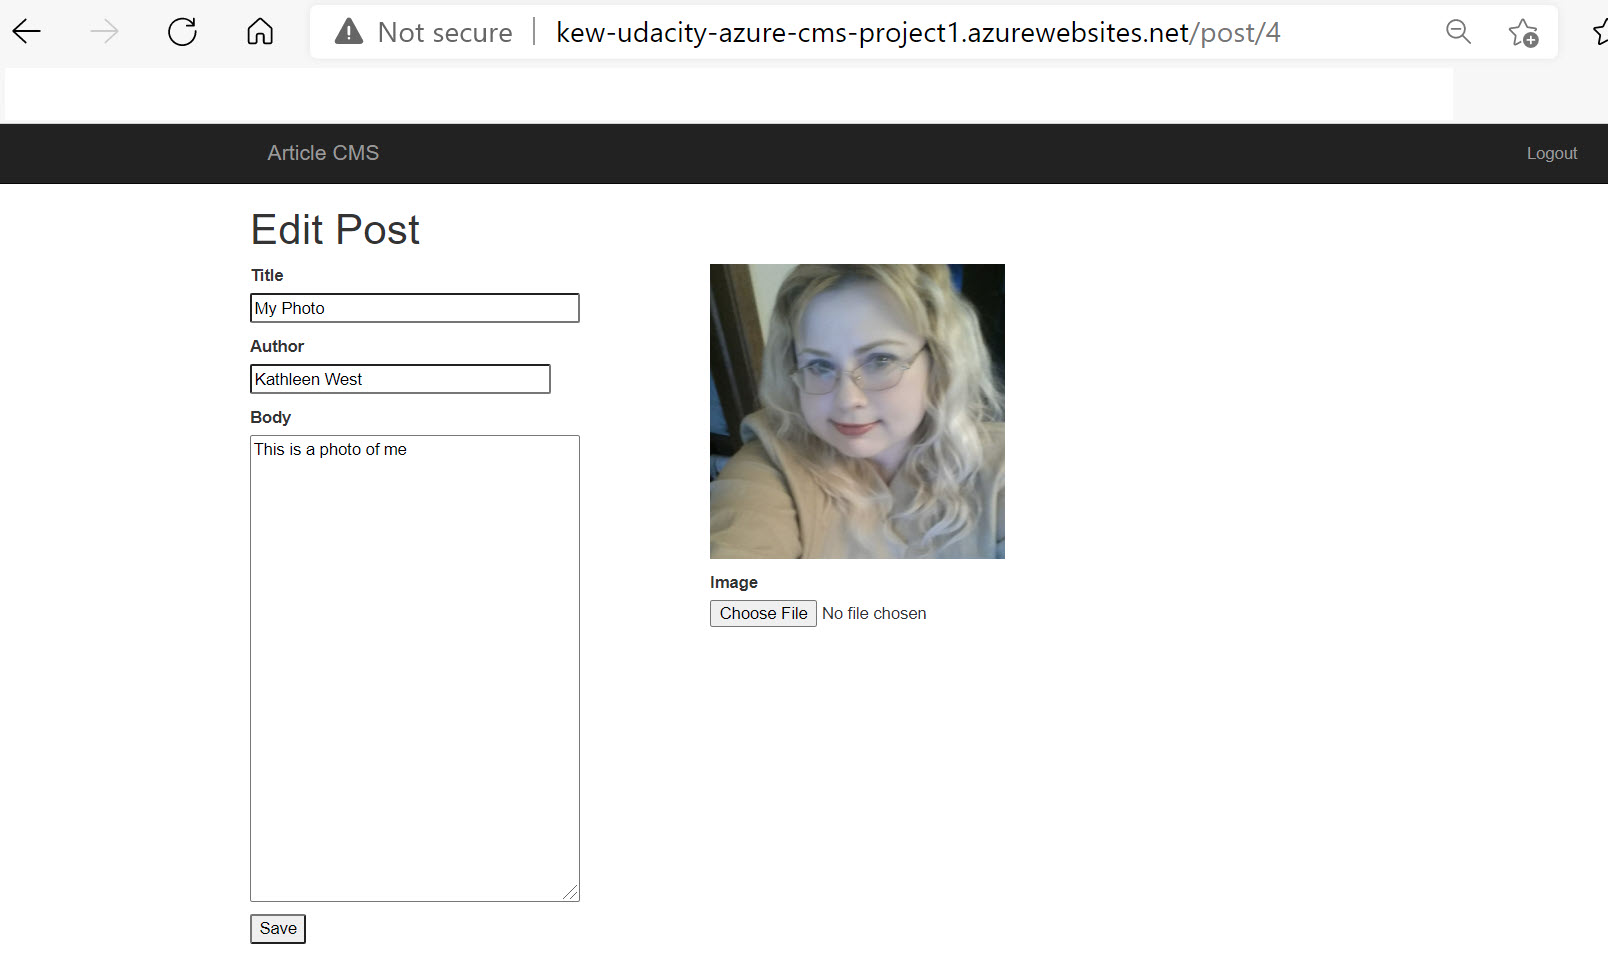 Not secure kew-udacity-azure-cms-project1.azurewebsites.net/post/4
Article CMS
Logout
Edit Post
Title
My Photo
Author
Kathleen West
Body
This is a photo of me
Save
Image
Choose File No file chosen